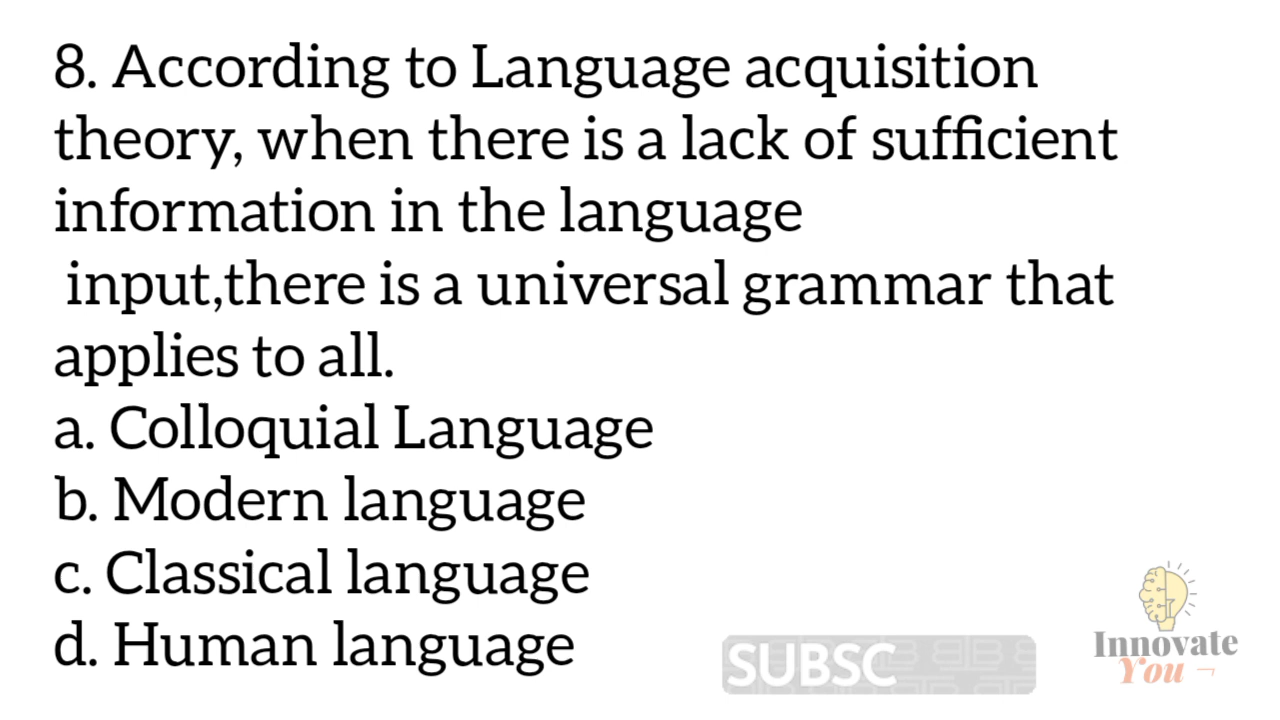 8. According to Language acquisition
theory, when there is a lack of sufficient
information in the language
input,there is a universal grammar that
applies to all.
a. Colloquial Language
b. Modern language
c. Classical language
d. Human language
SUBSC
Innovate
You ¬